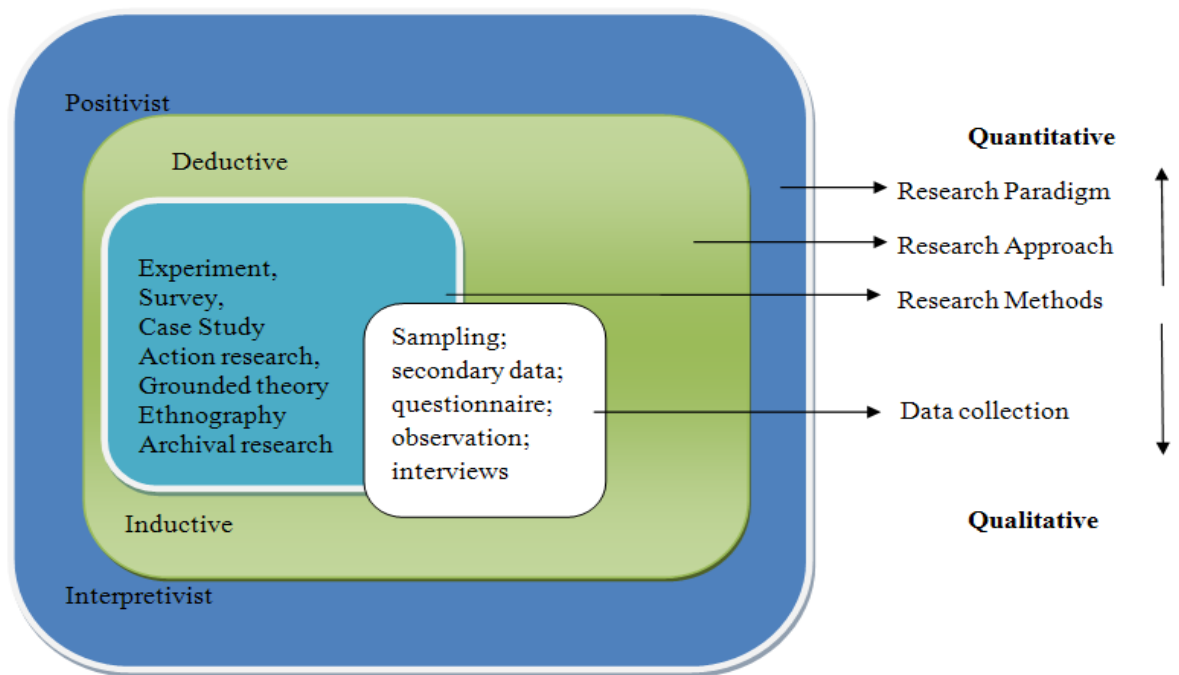 Positivist
Deductive
Experiment,
Survey,
Case Study
Action research,
Grounded theory
Ethnography
Archival research
Sampling;
secondary data;
questionnaire;
observation;
interviews
Inductive
Interpretivist
Quantitative
Research Paradigm
Research Approach
Research Methods
Data collection
Qualitative